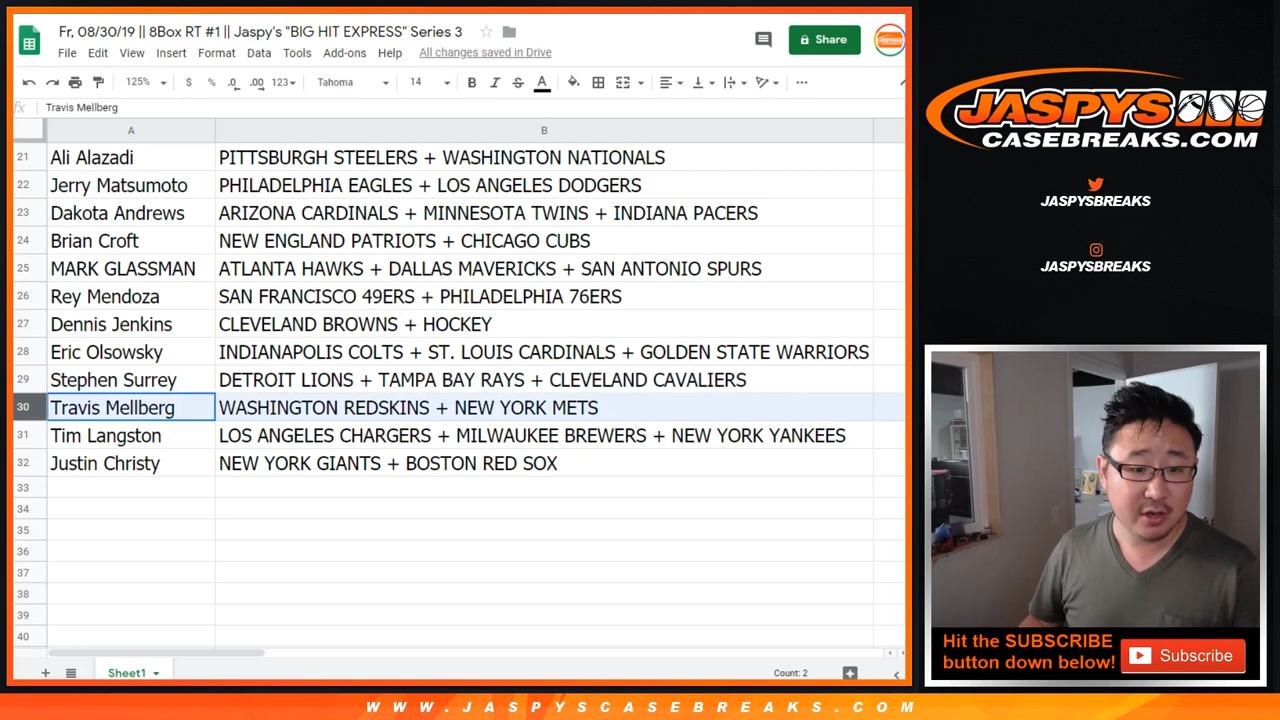 Fr, 08/30/19 || 8Box RT #1 || Jaspy's "BIG HIT EXPRESS" Series 3
File Edit View Insert Format Data Tools Add-ons Help All changes saved in Drive
Share
125% $ % .0 .00 123 Tahoma 14 B I S A
fx Travis Mellberg
A B
21 Ali Alazadi PITTSBURGH STEELERS + WASHINGTON NATIONALS
22 Jerry Matsumoto PHILADELPHIA EAGLES + LOS ANGELES DODGERS
23 Dakota Andrews ARIZONA CARDINALS + MINNESOTA TWINS + INDIANA PACERS
24 Brian Croft NEW ENGLAND PATRIOTS + CHICAGO CUBS
25 MARK GLASSMAN ATLANTA HAWKS + DALLAS MAVERICKS + SAN ANTONIO SPURS
26 Rey Mendoza SAN FRANCISCO 49ERS + PHILADELPHIA 76ERS
27 Dennis Jenkins CLEVELAND BROWNS + HOCKEY
28 Eric Olsowsky INDIANAPOLIS COLTS + ST. LOUIS CARDINALS + GOLDEN STATE WARRIORS
29 Stephen Surrey DETROIT LIONS + TAMPA BAY RAYS + CLEVELAND CAVALIERS
30 Travis Mellberg WASHINGTON REDSKINS + NEW YORK METS
31 Tim Langston LOS ANGELES CHARGERS + MILWAUKEE BREWERS + NEW YORK YANKEES
32 Justin Christy NEW YORK GIANTS + BOSTON RED SOX
33
34
35
36
37
38
39
40
Sheet1 Count: 2
JASPYS
CASEBREAKS.COM
JASPYSBREAKS
JASPYSBREAKS
Hit the SUBSCRIBE
button down below!
Subscribe
WWW.JASPYSCASEBREAKS.COM